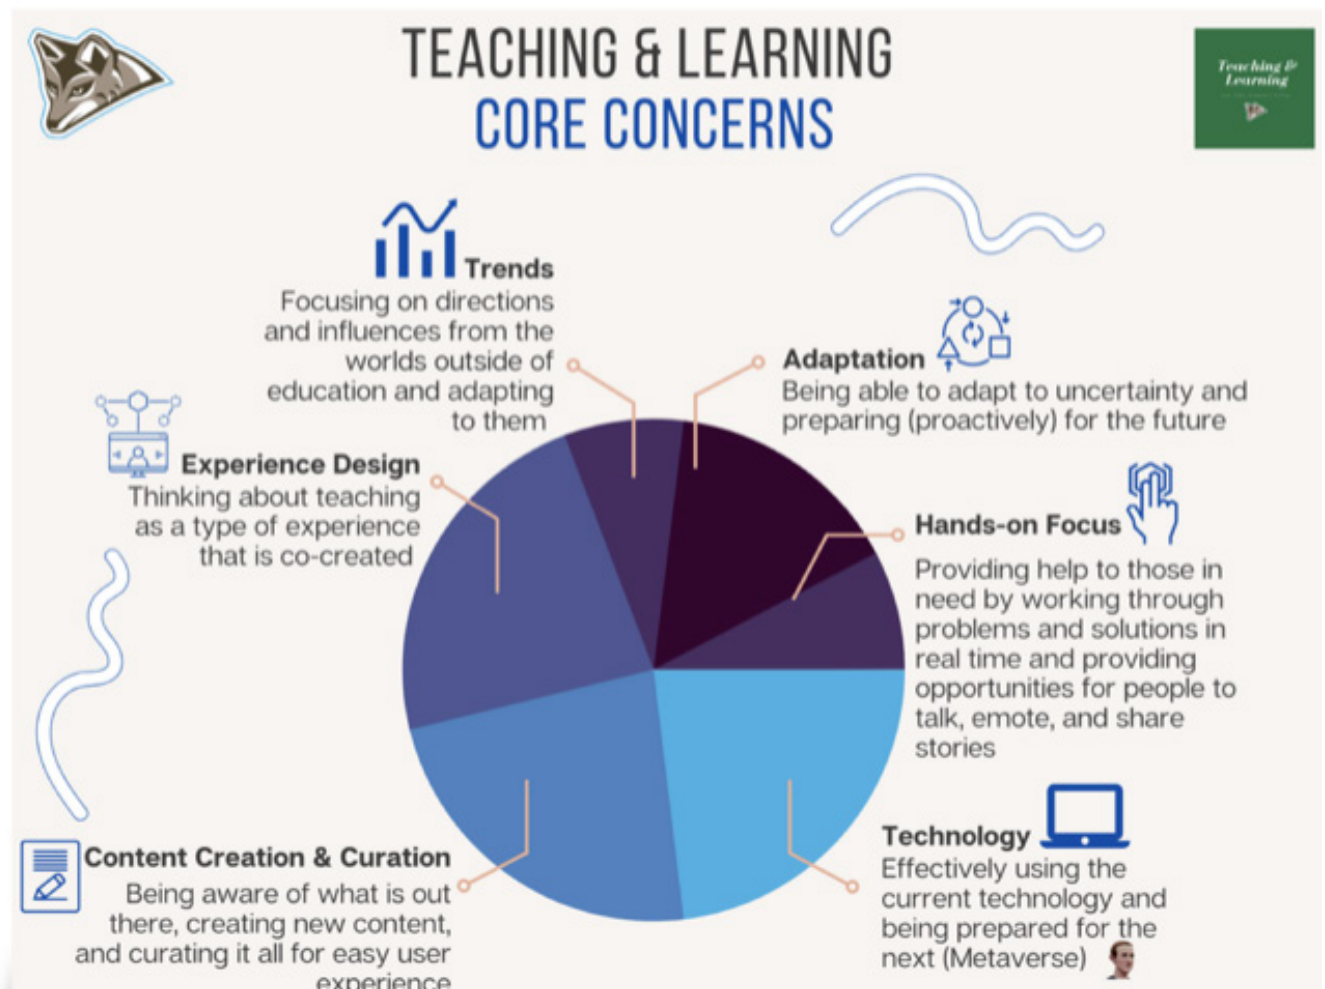 TEACHING & LEARNING
CORE CONCERNS
Teaching &
Learning
Trends
Focusing on directions
and influences from the
worlds outside of
education and adapting
to them
Adaptation
Being able to adapt to uncertainty and
preparing (proactively) for the future
Experience Design
Thinking about teaching
as a type of experience
that is co-created
Hands-on Focus
Providing help to those in
need by working through
problems and solutions in
real time and providing
opportunities for people to
talk, emote, and share
stories
Content Creation & Curation
Being aware of what is out
there, creating new content,
and curating it all for easy user
experience
Technology
Effectively using the
current technology and
being prepared for the
next (Metaverse)